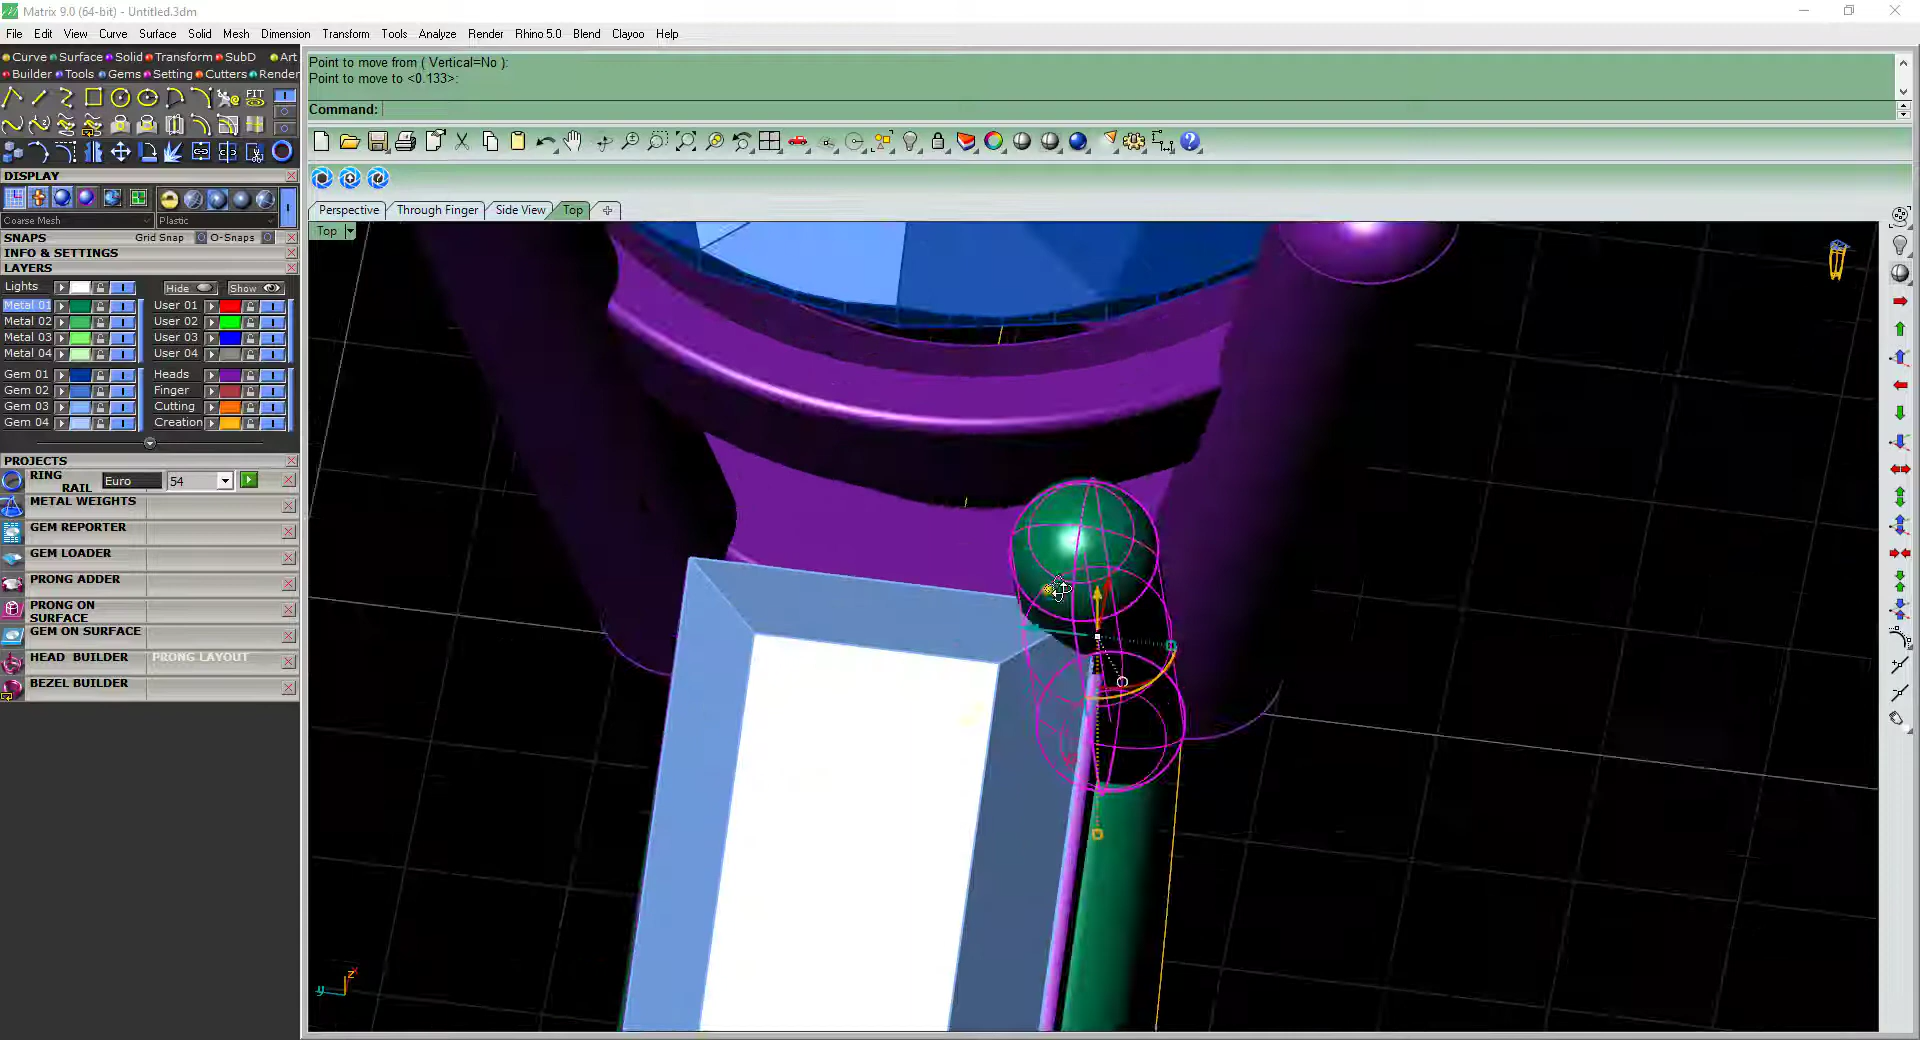 Matrix 9.0 (64-bit) - Untitled.3dm
File Edit View Curve Surface Solid Mesh Dimension Transform Tools Analyze Render Rhino 5.0 Blend Clayoo Help
Curve Surface Solid Transform SubD Art
Builder Tools Gems Setting Cutters Render
Point to move from ( Vertical=No ):
Point to move to <0.133>:
Command:
FIT
DISPLAY
Coarse Mesh Plastic
SNAPS Grid Snap O-Snaps
INFO & SETTINGS
LAYERS
Lights Hide Show
Metal 01 User 01
Metal 02 User 02
Metal 03 User 03
Metal 04 User 04
Gem 01 Heads
Gem 02 Finger
Gem 03 Cutting
Gem 04 Creation
PROJECTS
RING RAIL Euro 54
METAL WEIGHTS
GEM REPORTER
GEM LOADER
PRONG ADDER
PRONG ON SURFACE
GEM ON SURFACE
HEAD BUILDER PRONG LAYOUT
BEZEL BUILDER
Perspective Through Finger Side View Top
Top
z
x
y